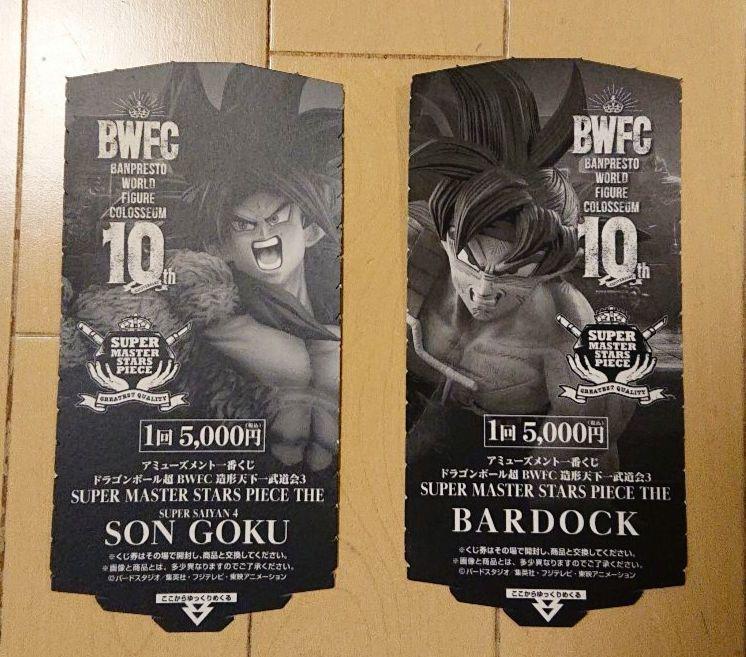 BWFC
BANPRESTO
WORLD
FIGURE
COLOSSEUM
10th
SUPER
MASTER
STARS
PIECE
GREATEST QUALITY
1回 5,000円(税込)
アミューズメント一番くじ
ドラゴンボール超 BWFC 造形天下一武道会3
SUPER MASTER STARS PIECE THE
SUPER SAIYAN 4
SON GOKU
※くじ券はその場で開封し、商品と交換してください。
※画像と商品とは、多少異なりますのでご了承ください。
©バードスタジオ／集英社・フジテレビ・東映アニメーション
ここからゆっくりめくる
BWFC
BANPRESTO
WORLD
FIGURE
COLOSSEUM
10th
SUPER
MASTER
STARS
PIECE
GREATEST QUALITY
1回 5,000円(税込)
アミューズメント一番くじ
ドラゴンボール超 BWFC 造形天下一武道会3
SUPER MASTER STARS PIECE THE
BARDOCK
※くじ券はその場で開封し、商品と交換してください。
※画像と商品とは、多少異なりますのでご了承ください。
©バードスタジオ／集英社・フジテレビ・東映アニメーション
ここからゆっくりめくる